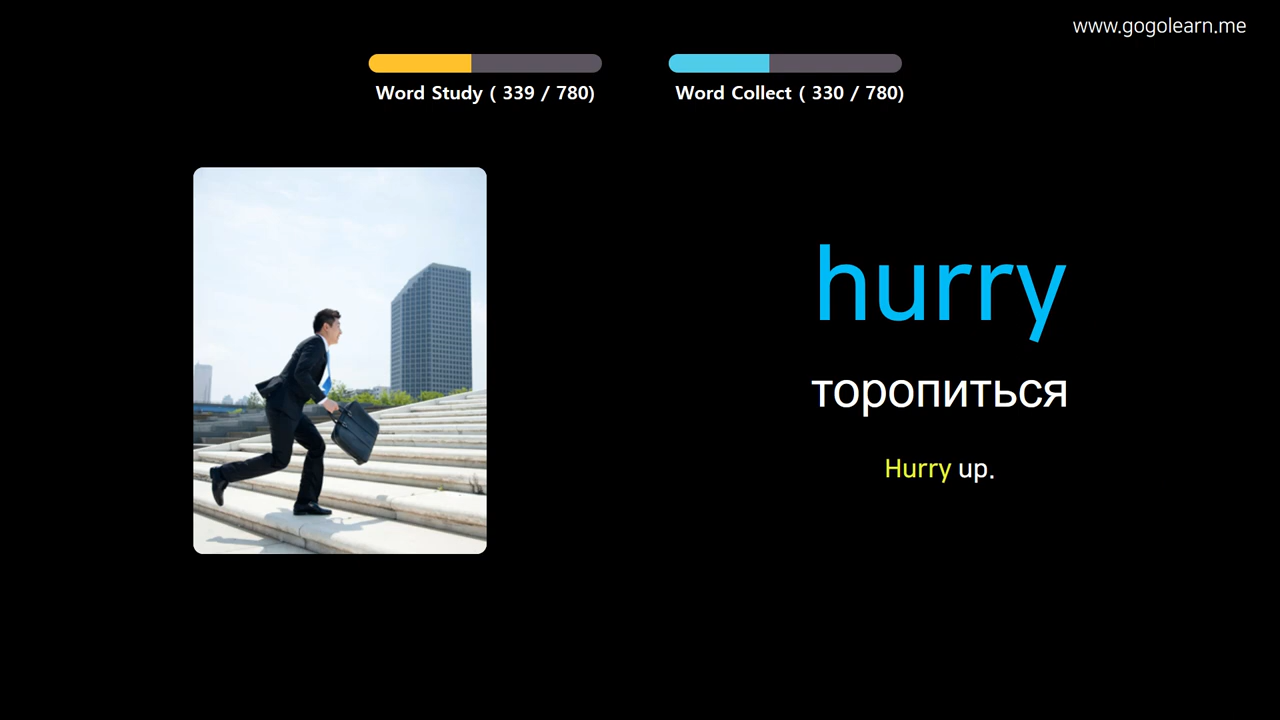 www.gogolearn.me
Word Study ( 339 / 780)
Word Collect ( 330 / 780)
hurry
торопиться
Hurry up.